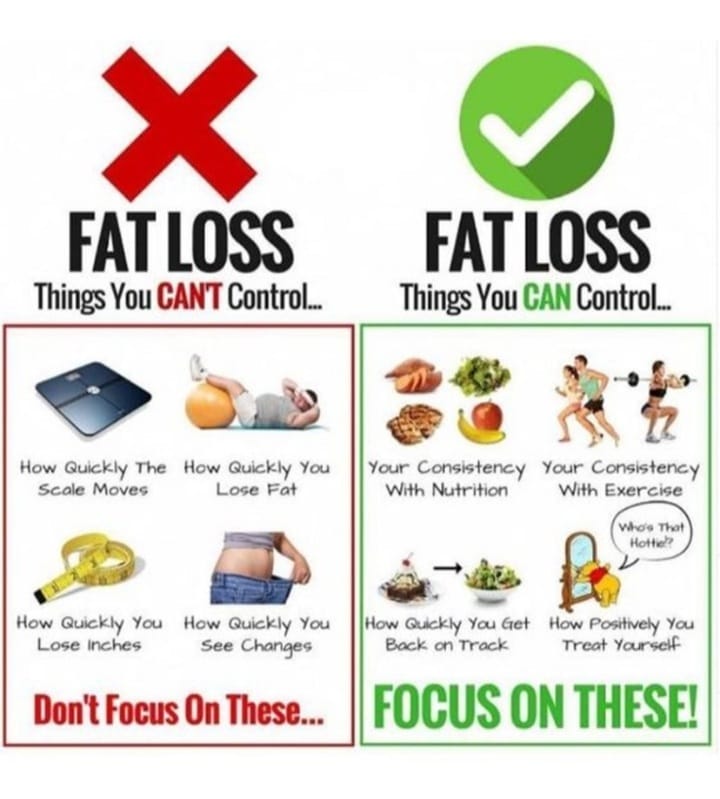 FAT LOSS
Things You CAN'T Control...
How Quickly The
Scale Moves
How Quickly You
Lose Fat
How Quickly You
Lose Inches
How Quickly You
See Changes
Don't Focus On These...
FAT LOSS
Things You CAN Control...
Your Consistency
With Nutrition
Your Consistency
With Exercise
Who's That
Hottie!?
How Quickly You Get
Back on Track
How Positively You
Treat Yourself
FOCUS ON THESE!